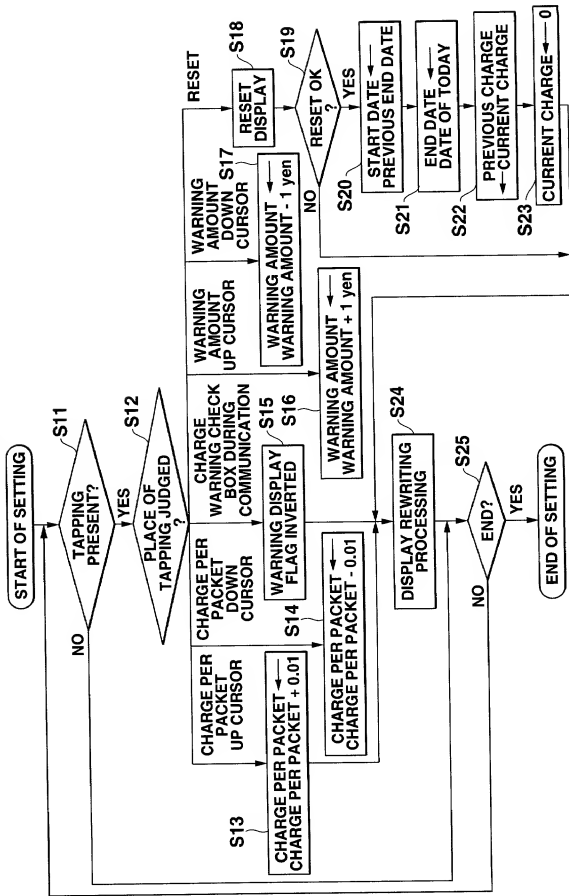 START OF SETTING
S11
TAPPING
PRESENT?
NO
YES
S12
PLACE OF
TAPPING JUDGED
?
CHARGE PER
PACKET
UP CURSOR
CHARGE PER
PACKET
DOWN
CURSOR
CHARGE
WARNING CHECK
BOX DURING
COMMUNICATION
WARNING
AMOUNT
UP CURSOR
WARNING
AMOUNT
DOWN
CURSOR
RESET
S13
CHARGE PER PACKET ←
CHARGE PER PACKET + 0.01
S14
CHARGE PER PACKET ←
CHARGE PER PACKET - 0.01
S15
WARNING DISPLAY
FLAG INVERTED
S16
WARNING AMOUNT ←
WARNING AMOUNT + 1 yen
S17
WARNING AMOUNT ←
WARNING AMOUNT - 1 yen
S18
RESET
DISPLAY
S19
RESET OK
?
NO
YES
S20
START DATE ←
PREVIOUS END DATE
S21
END DATE ←
DATE OF TODAY
S22
PREVIOUS CHARGE
← CURRENT CHARGE
S23
CURRENT CHARGE ← 0
S24
DISPLAY REWRITING
PROCESSING
S25
END?
NO
YES
END OF SETTING